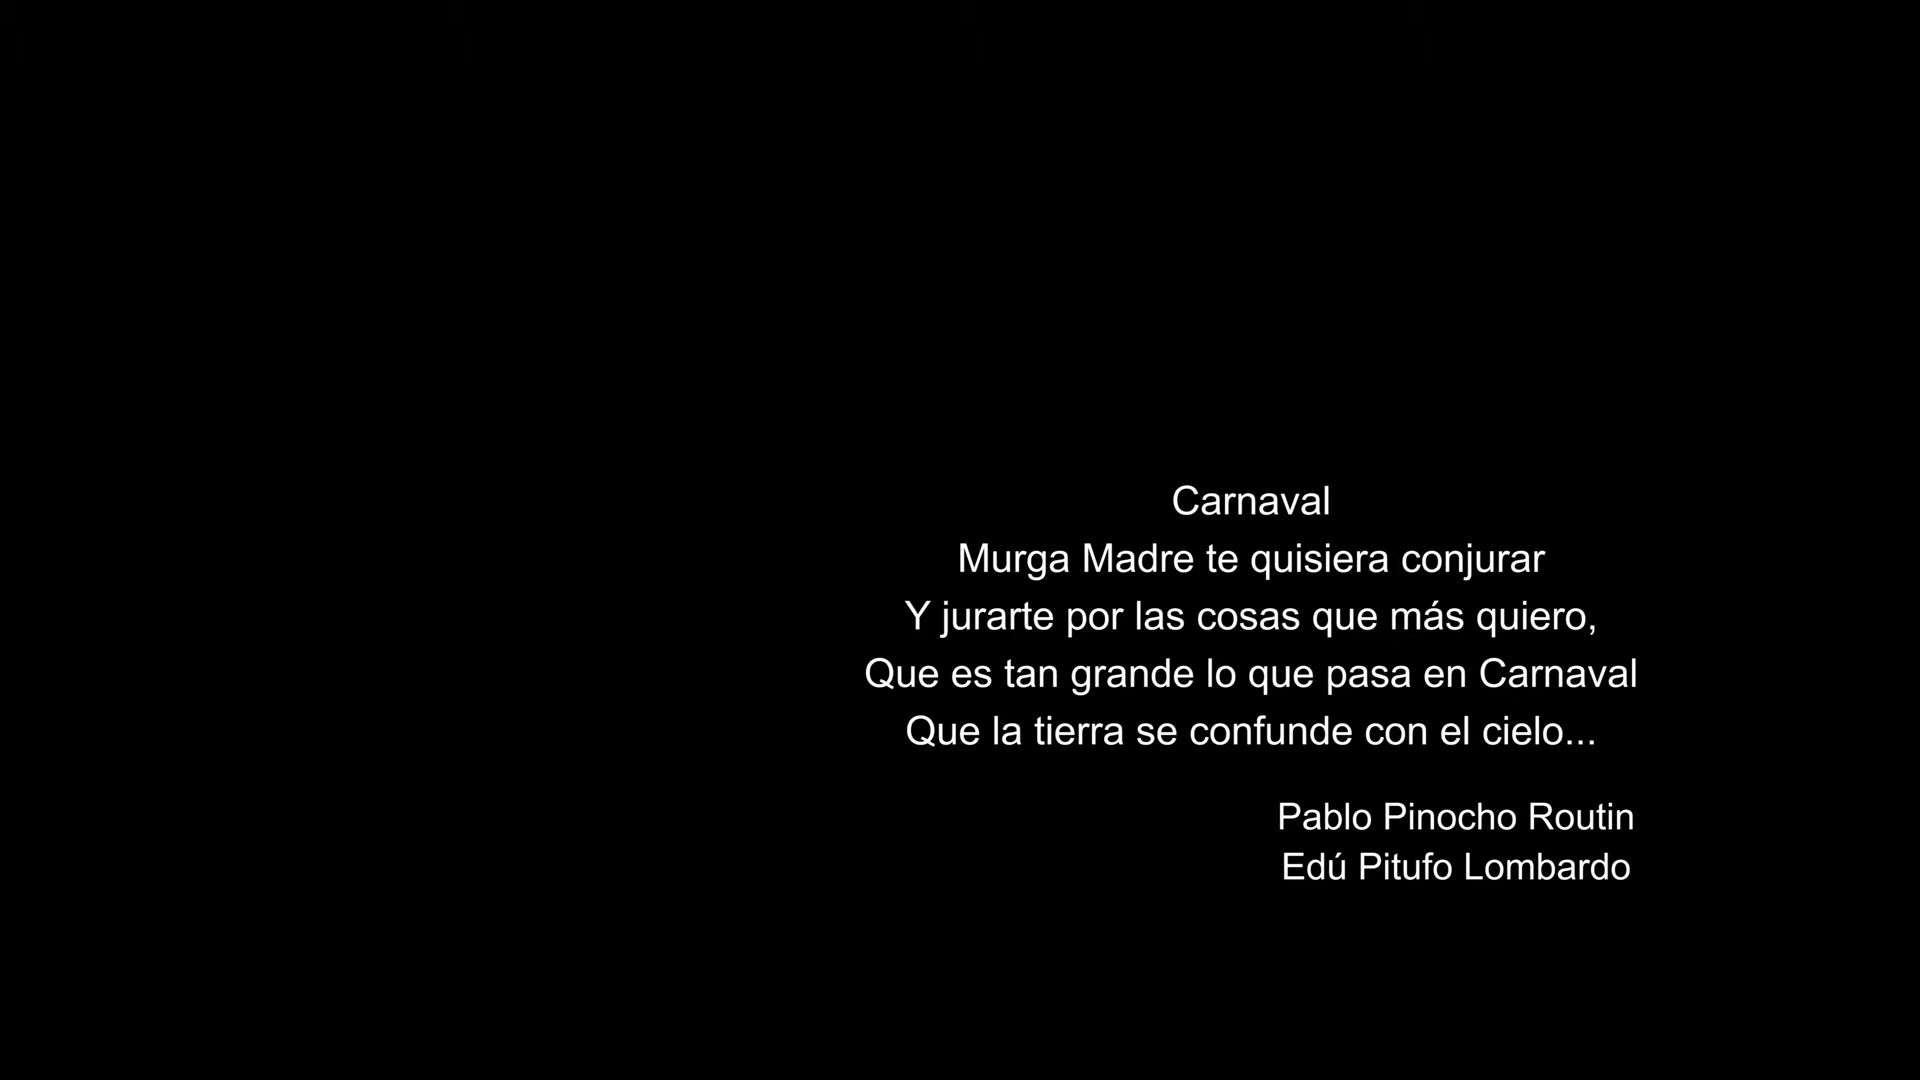 Carnaval
Murga Madre te quisiera conjurar
Y jurarte por las cosas que más quiero,
Que es tan grande lo que pasa en Carnaval
Que la tierra se confunde con el cielo...
Pablo Pinocho Routin
Edú Pitufo Lombardo